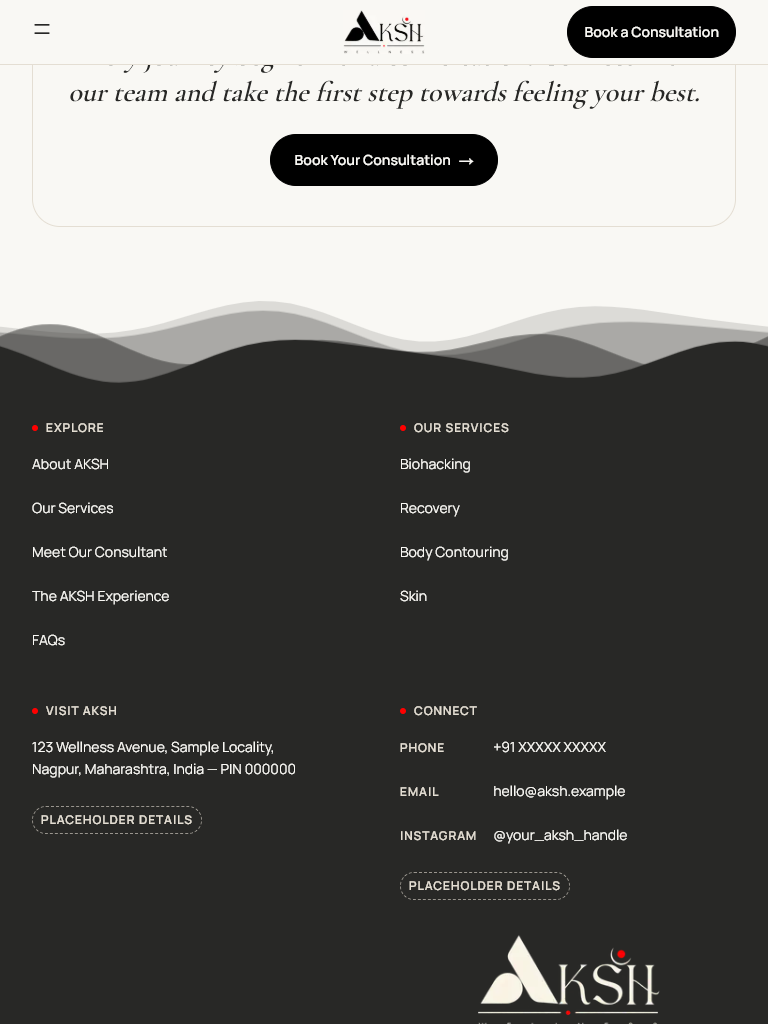 AKSH
WELLNESS
Book a Consultation
our team and take the first step towards feeling your best.
Book Your Consultation →
EXPLORE
About AKSH
Our Services
Meet Our Consultant
The AKSH Experience
FAQs
OUR SERVICES
Biohacking
Recovery
Body Contouring
Skin
VISIT AKSH
123 Wellness Avenue, Sample Locality,
Nagpur, Maharashtra, India — PIN 000000
PLACEHOLDER DETAILS
CONNECT
PHONE +91 XXXXX XXXXX
EMAIL hello@aksh.example
INSTAGRAM @your_aksh_handle
PLACEHOLDER DETAILS
AKSH